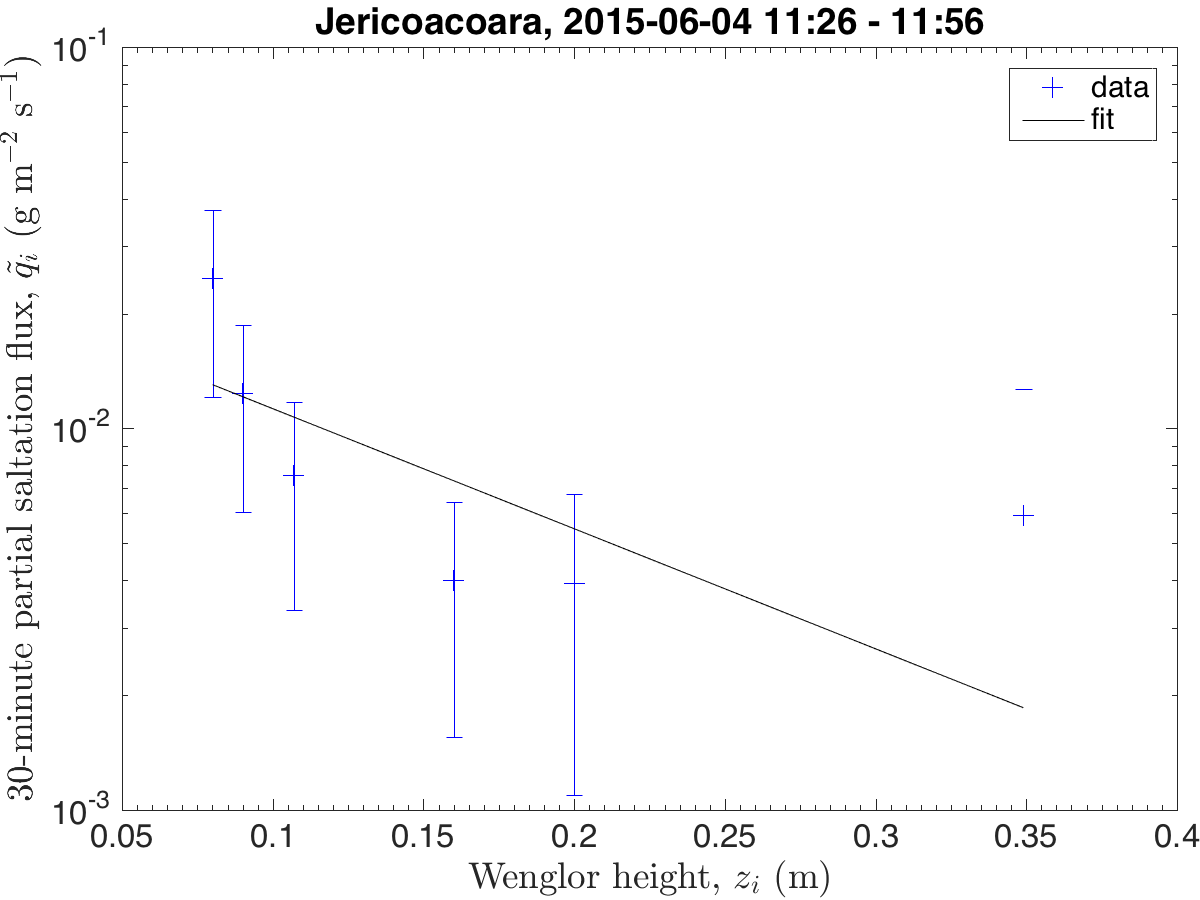 Jericoacoara, 2015-06-04 11:26 - 11:56
data
fit
30-minute partial saltation flux, q̃ᵢ (g m⁻² s⁻¹)
10⁻¹
10⁻²
10⁻³
0.05 0.1 0.15 0.2 0.25 0.3 0.35 0.4
Wenglor height, zᵢ (m)